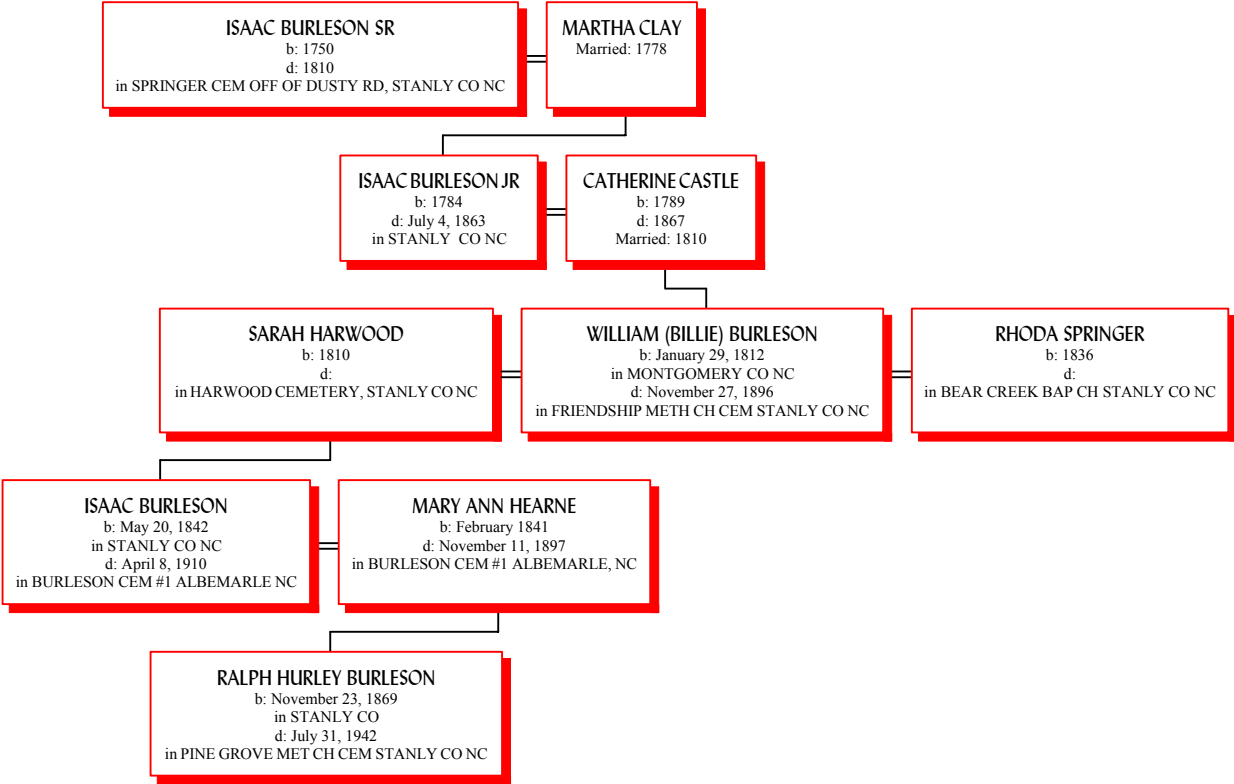 ISAAC BURLESON SR
b: 1750
d: 1810
in SPRINGER CEM OFF OF DUSTY RD, STANLY CO NC
MARTHA CLAY
Married: 1778
ISAAC BURLESON JR
b: 1784
d: July 4, 1863
in STANLY CO NC
CATHERINE CASTLE
b: 1789
d: 1867
Married: 1810
SARAH HARWOOD
b: 1810
d:
in HARWOOD CEMETERY, STANLY CO NC
WILLIAM (BILLIE) BURLESON
b: January 29, 1812
in MONTGOMERY CO NC
d: November 27, 1896
in FRIENDSHIP METH CH CEM STANLY CO NC
RHODA SPRINGER
b: 1836
d:
in BEAR CREEK BAP CH STANLY CO NC
ISAAC BURLESON
b: May 20, 1842
in STANLY CO NC
d: April 8, 1910
in BURLESON CEM #1 ALBEMARLE NC
MARY ANN HEARNE
b: February 1841
d: November 11, 1897
in BURLESON CEM #1 ALBEMARLE, NC
RALPH HURLEY BURLESON
b: November 23, 1869
in STANLY CO
d: July 31, 1942
in PINE GROVE MET CH CEM STANLY CO NC